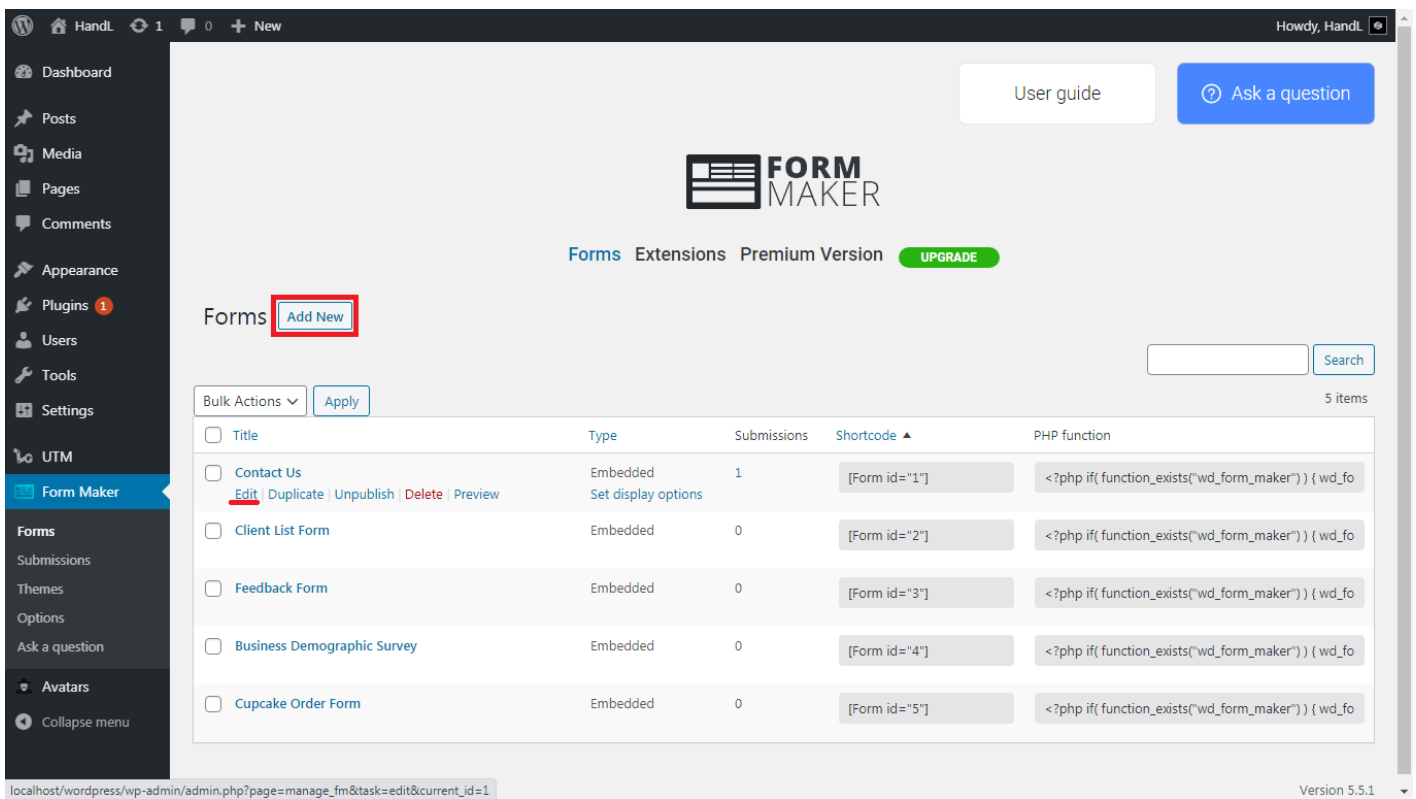 HandL 1 0 + New Howdy, HandL
Dashboard
Posts
Media
Pages
Comments
Appearance
Plugins 1
Users
Tools
Settings
UTM
Form Maker
Forms
Submissions
Themes
Options
Ask a question
Avatars
Collapse menu
User guide
Ask a question
FORM
MAKER
Forms Extensions Premium Version UPGRADE
Forms Add New
Search
Bulk Actions Apply 5 items
Title Type Submissions Shortcode PHP function
Contact Us Embedded 1 [Form id="1"] <?php if( function_exists("wd_form_maker") ) { wd_fo
Edit | Duplicate | Unpublish | Delete | Preview Set display options
Client List Form Embedded 0 [Form id="2"] <?php if( function_exists("wd_form_maker") ) { wd_fo
Feedback Form Embedded 0 [Form id="3"] <?php if( function_exists("wd_form_maker") ) { wd_fo
Business Demographic Survey Embedded 0 [Form id="4"] <?php if( function_exists("wd_form_maker") ) { wd_fo
Cupcake Order Form Embedded 0 [Form id="5"] <?php if( function_exists("wd_form_maker") ) { wd_fo
localhost/wordpress/wp-admin/admin.php?page=manage_fm&task=edit&current_id=1 Version 5.5.1